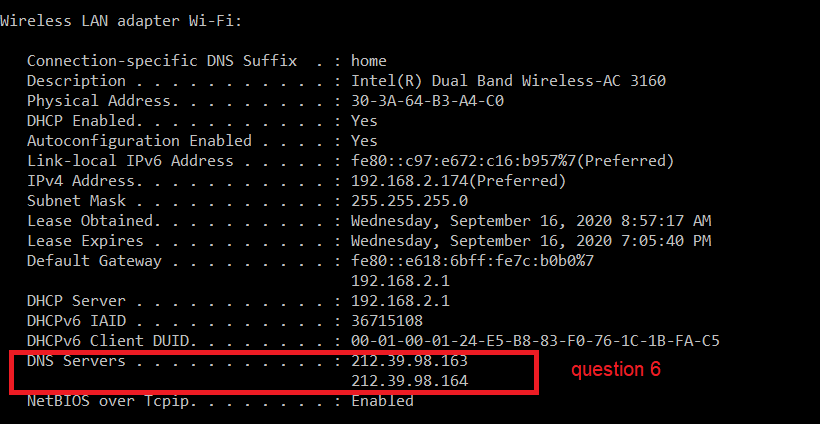 Wireless LAN adapter Wi-Fi:
Connection-specific DNS Suffix  . : home
Description . . . . . . . . . . . : Intel(R) Dual Band Wireless-AC 3160
Physical Address. . . . . . . . . : 30-3A-64-B3-A4-C0
DHCP Enabled. . . . . . . . . . . : Yes
Autoconfiguration Enabled . . . . : Yes
Link-local IPv6 Address . . . . . : fe80::c97:e672:c16:b957%7(Preferred)
IPv4 Address. . . . . . . . . . . : 192.168.2.174(Preferred)
Subnet Mask . . . . . . . . . . . : 255.255.255.0
Lease Obtained. . . . . . . . . . : Wednesday, September 16, 2020 8:57:17 AM
Lease Expires . . . . . . . . . . : Wednesday, September 16, 2020 7:05:40 PM
Default Gateway . . . . . . . . . : fe80::e618:6bff:fe7c:b0b0%7
192.168.2.1
DHCP Server . . . . . . . . . . . : 192.168.2.1
DHCPv6 IAID . . . . . . . . . . . : 36715108
DHCPv6 Client DUID. . . . . . . . : 00-01-00-01-24-E5-B8-83-F0-76-1C-1B-FA-C5
DNS Servers . . . . . . . . . . . : 212.39.98.163
question 6
212.39.98.164
NetBIOS over Tcpip. . . . . . . . : Enabled